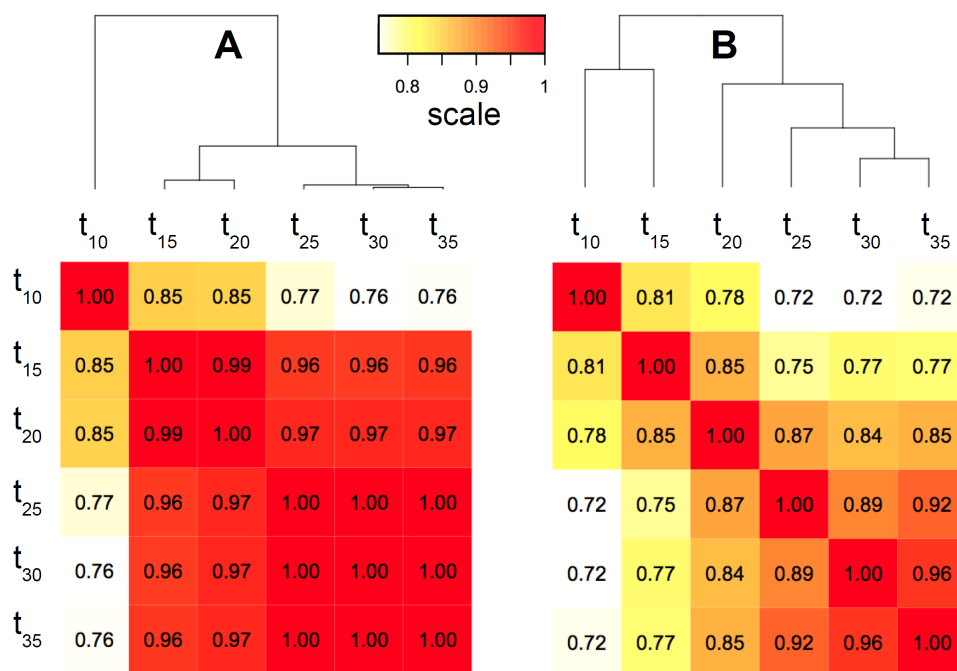 A
B
0.8 0.9 1
scale
t10 t15 t20 t25 t30 t35 t10 t15 t20 t25 t30 t35
t10 1.00 0.85 0.85 0.77 0.76 0.76 1.00 0.81 0.78 0.72 0.72 0.72
t15 0.85 1.00 0.99 0.96 0.96 0.96 0.81 1.00 0.85 0.75 0.77 0.77
t20 0.85 0.99 1.00 0.97 0.97 0.97 0.78 0.85 1.00 0.87 0.84 0.85
t25 0.77 0.96 0.97 1.00 1.00 1.00 0.72 0.75 0.87 1.00 0.89 0.92
t30 0.76 0.96 0.97 1.00 1.00 1.00 0.72 0.77 0.84 0.89 1.00 0.96
t35 0.76 0.96 0.97 1.00 1.00 1.00 0.72 0.77 0.85 0.92 0.96 1.00